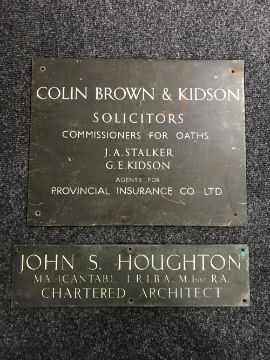 COLIN BROWN & KIDSON
SOLICITORS
COMMISSIONERS FOR OATHS
J.A.STALKER
G.E.KIDSON
AGENTS FOR
PROVINCIAL INSURANCE CO LTD.
JOHN S. HOUGHTON
MA. (CANTAB)., L.R.I.B.A., M. INST. R.A.
CHARTERED ARCHITECT